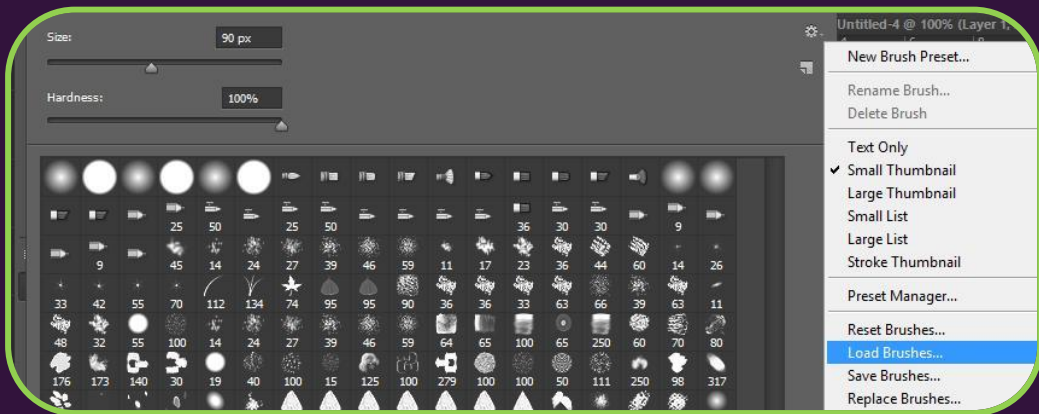 Size:
90 px
Hardness:
100%
25 50 25 50 36 30 30 9
9 45 14 24 27 39 46 59 11 17 23 36 44 60 14 26
33 42 55 70 112 134 74 95 95 90 36 36 33 63 66 39 63 11
48 32 55 100 14 24 27 39 46 59 64 65 100 65 250 60 70 80
176 173 140 30 19 40 100 15 125 100 279 100 100 50 111 250 98 317
Untitled-4 @ 100% (Layer 1,
New Brush Preset...
Rename Brush...
Delete Brush
Text Only
Small Thumbnail
Large Thumbnail
Small List
Large List
Stroke Thumbnail
Preset Manager...
Reset Brushes...
Load Brushes...
Save Brushes...
Replace Brushes...